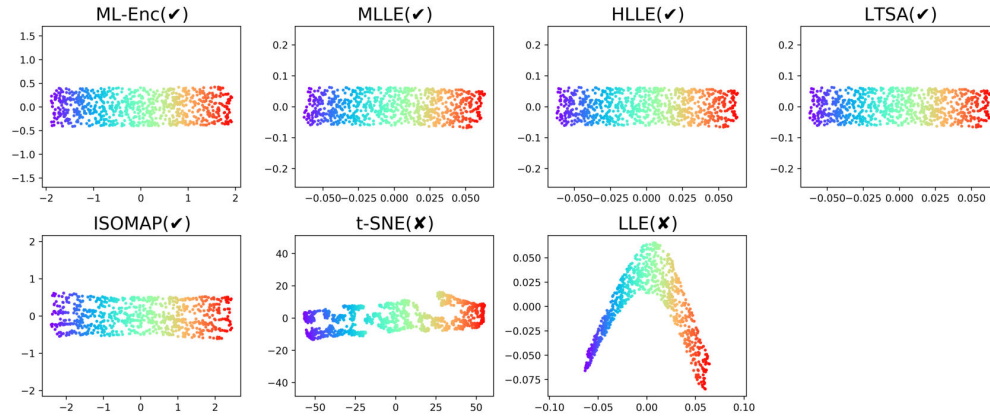 ML-Enc(✔)
1.5
1.0
0.5
0.0
−0.5
−1.0
−1.5
−2 −1 0 1 2
MLLE(✔)
0.2
0.1
0.0
−0.1
−0.2
−0.050 −0.025 0.000 0.025 0.050
HLLE(✔)
0.2
0.1
0.0
−0.1
−0.2
−0.050 −0.025 0.000 0.025 0.050
LTSA(✔)
0.2
0.1
0.0
−0.1
−0.2
−0.050 −0.025 0.000 0.025 0.050
ISOMAP(✔)
2
1
0
−1
−2
−2 −1 0 1 2
t-SNE(✘)
40
20
0
−20
−40
−50 −25 0 25 50
LLE(✘)
0.050
0.025
0.000
−0.025
−0.050
−0.075
−0.10 −0.05 0.00 0.05 0.10